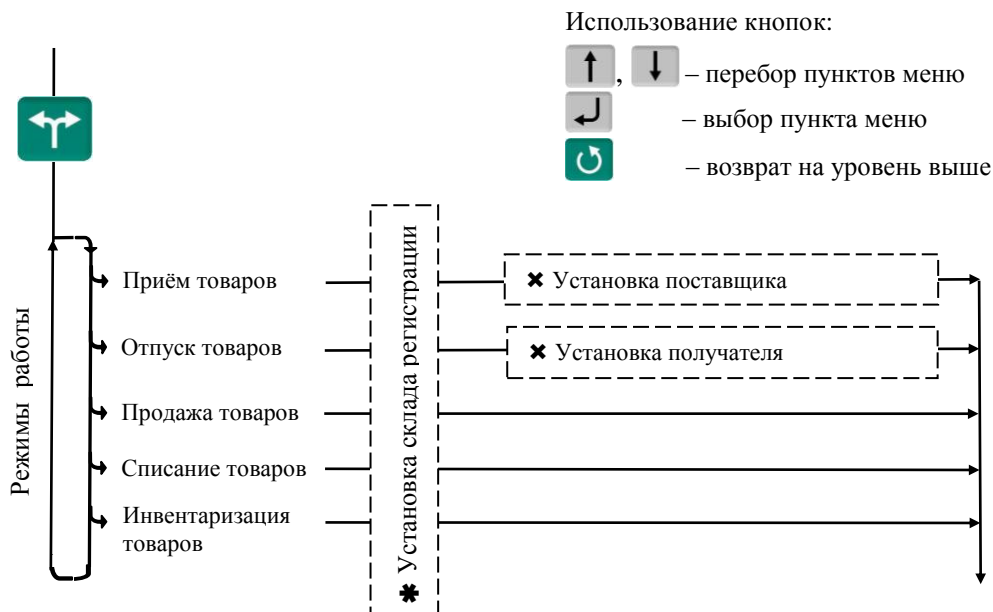 Использование кнопок:
, – перебор пунктов меню
– выбор пункта меню
– возврат на уровень выше
Режимы работы
Приём товаров
Отпуск товаров
Продажа товаров
Списание товаров
Инвентаризация
товаров
✱ Установка склада регистрации
✖ Установка поставщика
✖ Установка получателя